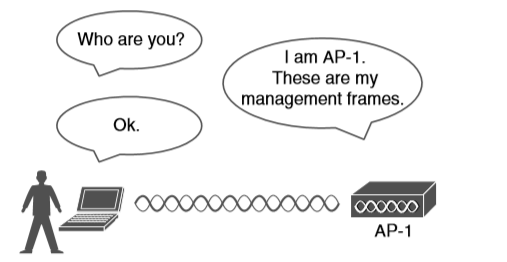 Who are you?
I am AP-1.
These are my
management frames.
Ok.
AP-1